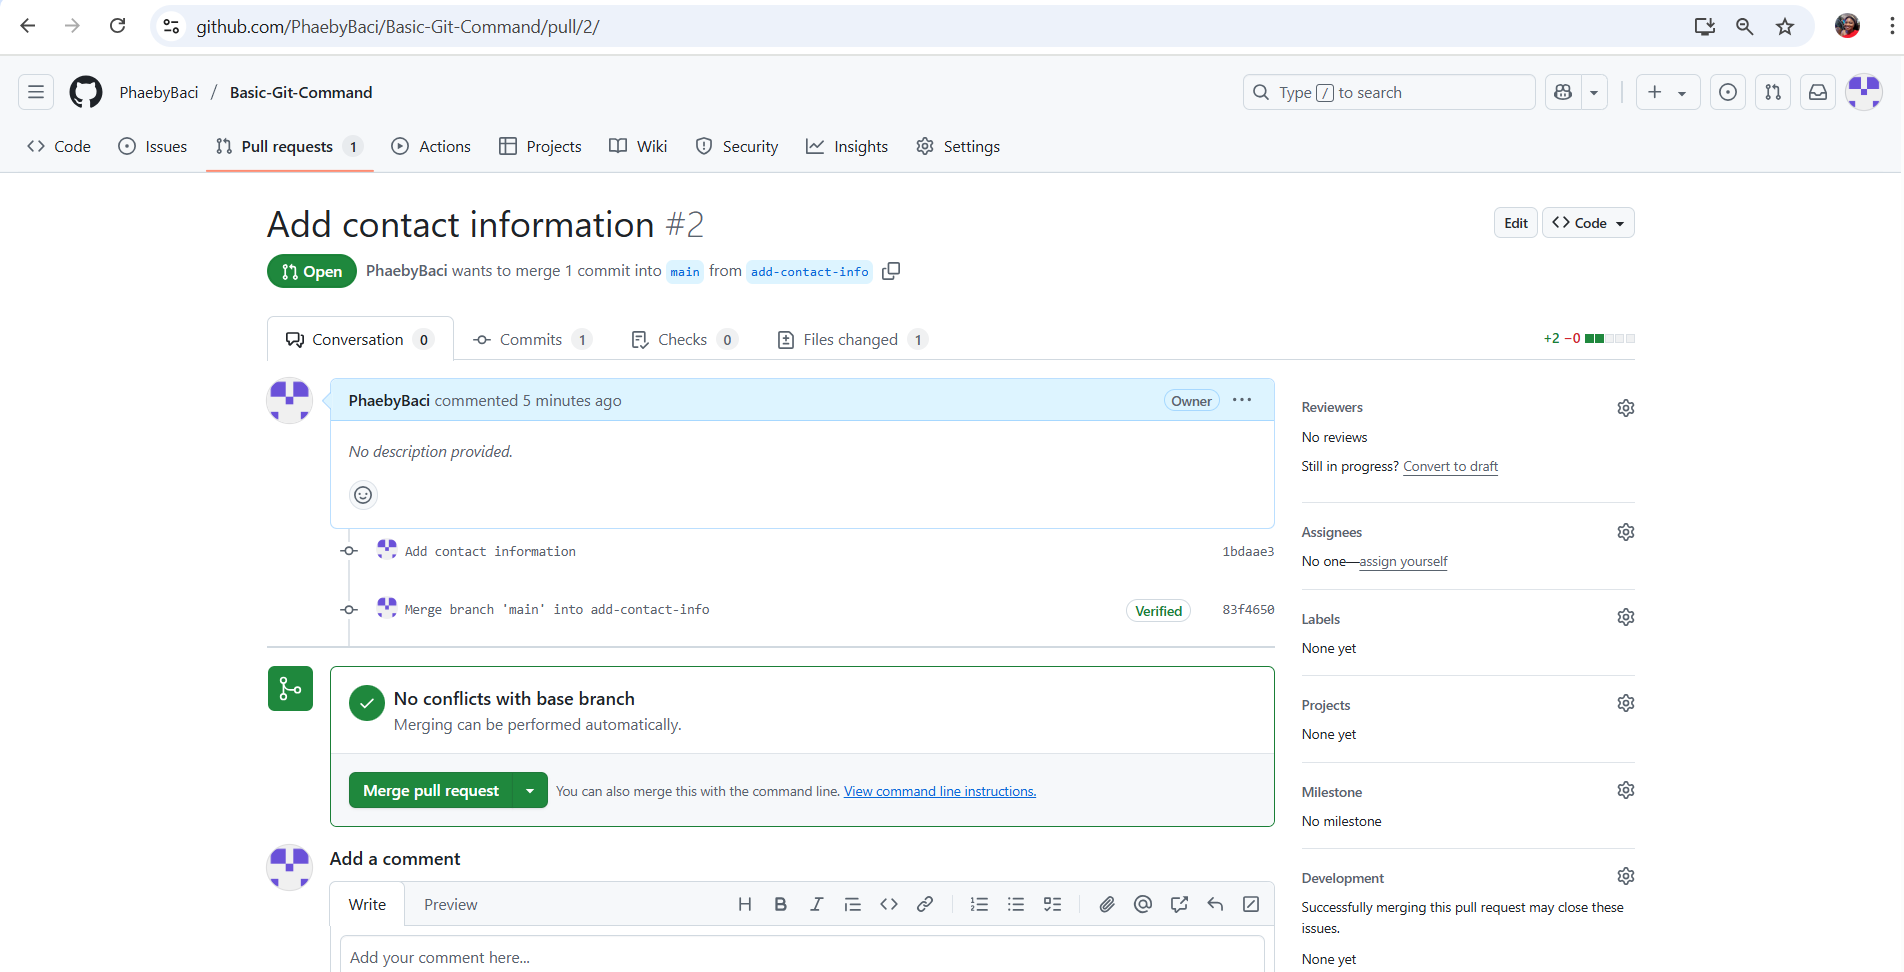 github.com/PhaebyBaci/Basic-Git-Command/pull/2/
PhaebyBaci / Basic-Git-Command
Type / to search
Code
Issues
Pull requests 1
Actions
Projects
Wiki
Security
Insights
Settings
Add contact information #2
Edit
Code
Open
PhaebyBaci wants to merge 1 commit into main from add-contact-info
Conversation 0
Commits 1
Checks 0
Files changed 1
+2 −0
PhaebyBaci commented 5 minutes ago
Owner
No description provided.
Add contact information
1bdaae3
Merge branch 'main' into add-contact-info
Verified
83f4650
No conflicts with base branch
Merging can be performed automatically.
Merge pull request
You can also merge this with the command line. View command line instructions.
Add a comment
Write
Preview
Add your comment here...
Reviewers
No reviews
Still in progress? Convert to draft
Assignees
No one—assign yourself
Labels
None yet
Projects
None yet
Milestone
No milestone
Development
Successfully merging this pull request may close these
issues.
None yet